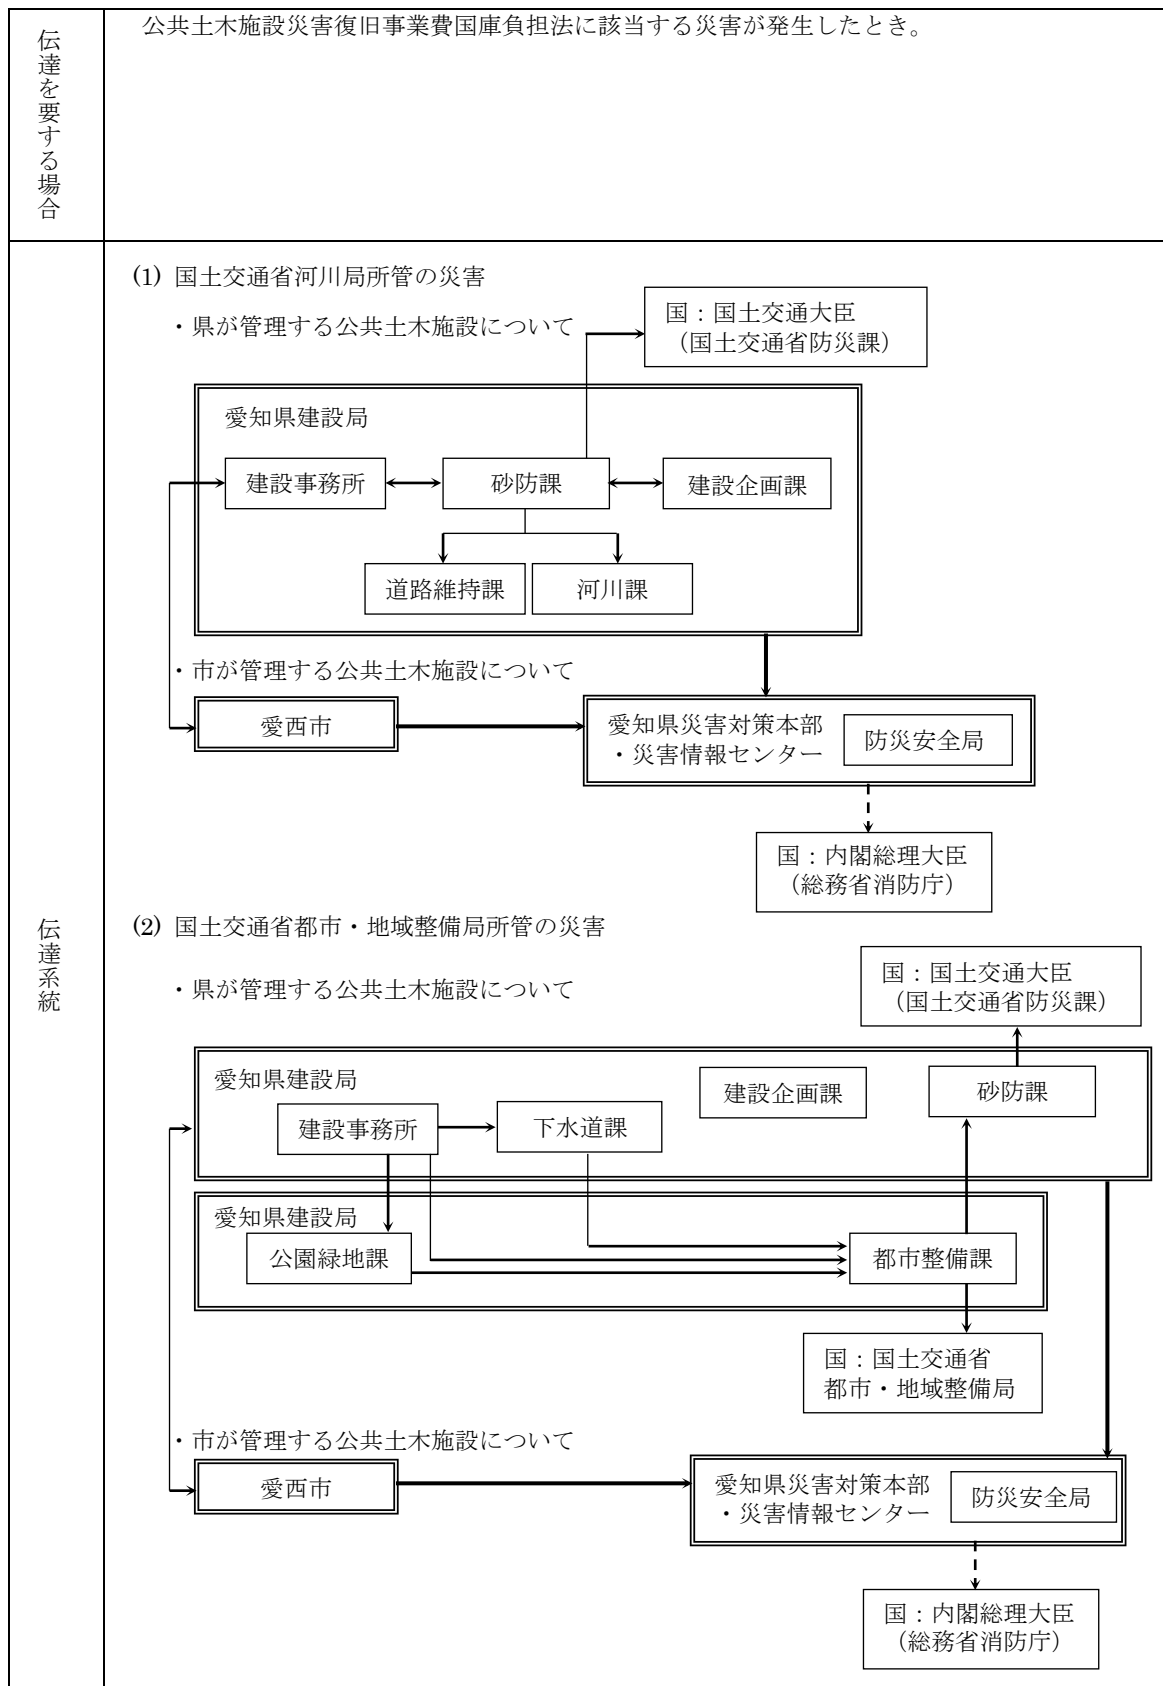 伝達を要する場合
公共土木施設災害復旧事業費国庫負担法に該当する災害が発生したとき。
伝達系統
(1) 国土交通省河川局所管の災害
・県が管理する公共土木施設について
国：国土交通大臣
（国土交通省防災課）
愛知県建設局
建設事務所
砂防課
建設企画課
道路維持課
河川課
・市が管理する公共土木施設について
愛西市
愛知県災害対策本部
・災害情報センター
防災安全局
国：内閣総理大臣
（総務省消防庁）
(2) 国土交通省都市・地域整備局所管の災害
・県が管理する公共土木施設について
国：国土交通大臣
（国土交通省防災課）
愛知県建設局
建設企画課
砂防課
建設事務所
下水道課
愛知県建設局
公園緑地課
都市整備課
国：国土交通省
都市・地域整備局
・市が管理する公共土木施設について
愛西市
愛知県災害対策本部
・災害情報センター
防災安全局
国：内閣総理大臣
（総務省消防庁）